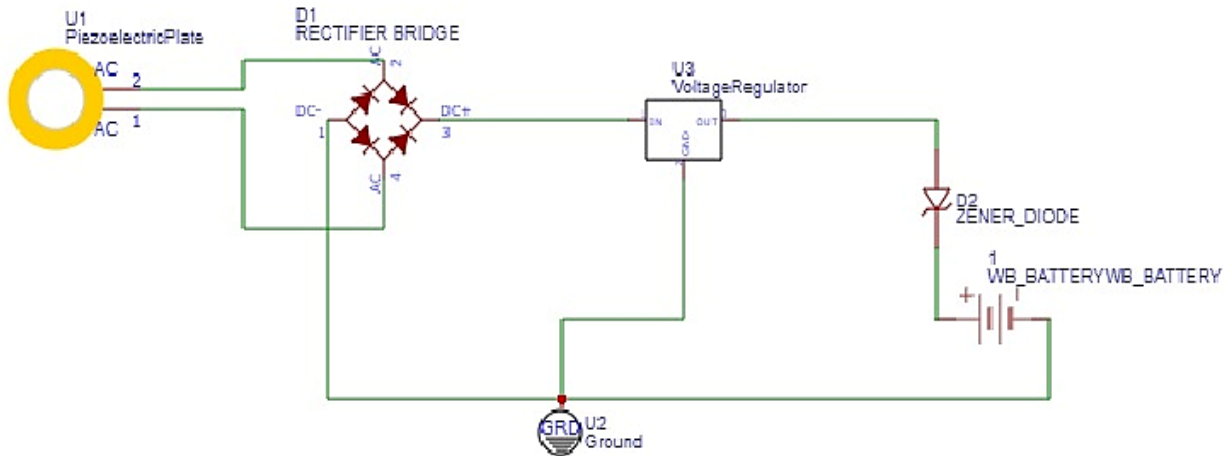 U1
PiezoelectricPlate
AC 2
1
AC
D1
RECTIFIER BRIDGE
AC 2
DC-
1
DC+
3
AC 4
U3
VoltageRegulator
IN
OUT
GND
D2
ZENER_DIODE
1
WB_BATTERYWB_BATTERY
+
GRD
U2
Ground